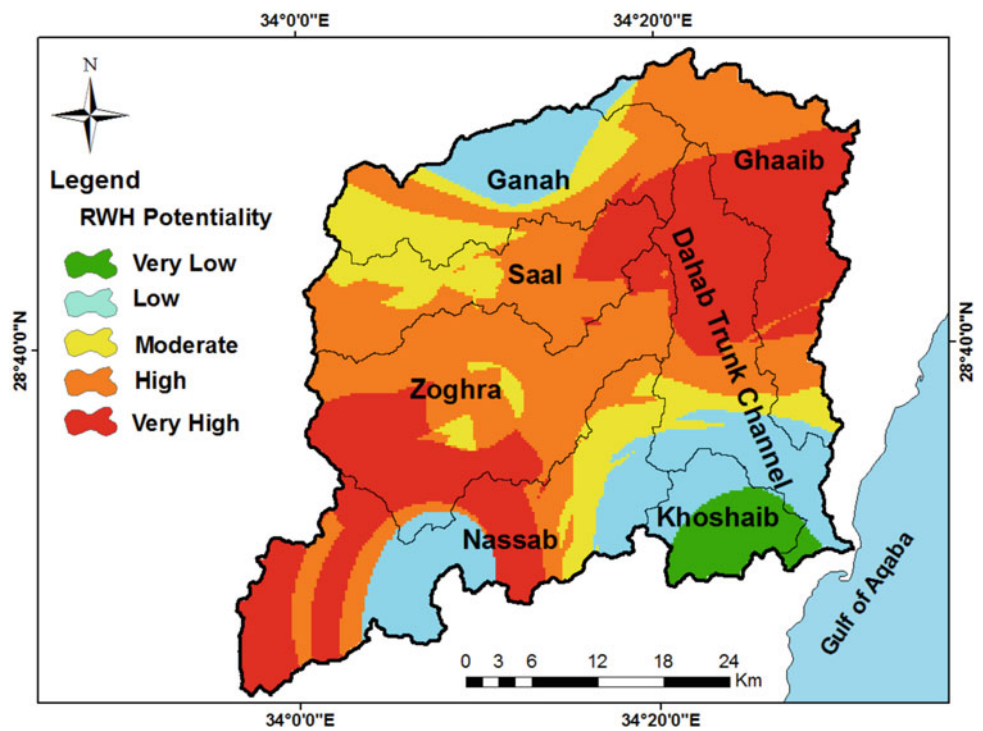 34°0'0"E
34°20'0"E
N
Legend
RWH Potentiality
Very Low
Low
Moderate
High
Very High
28°40'0"N
28°40'0"N
Ganah
Ghaaib
Saal
Dahab Trunk Channel
Zoghra
Khoshaib
Nassab
Gulf of Aqaba
0 3 6 12 18 24
Km
34°0'0"E
34°20'0"E